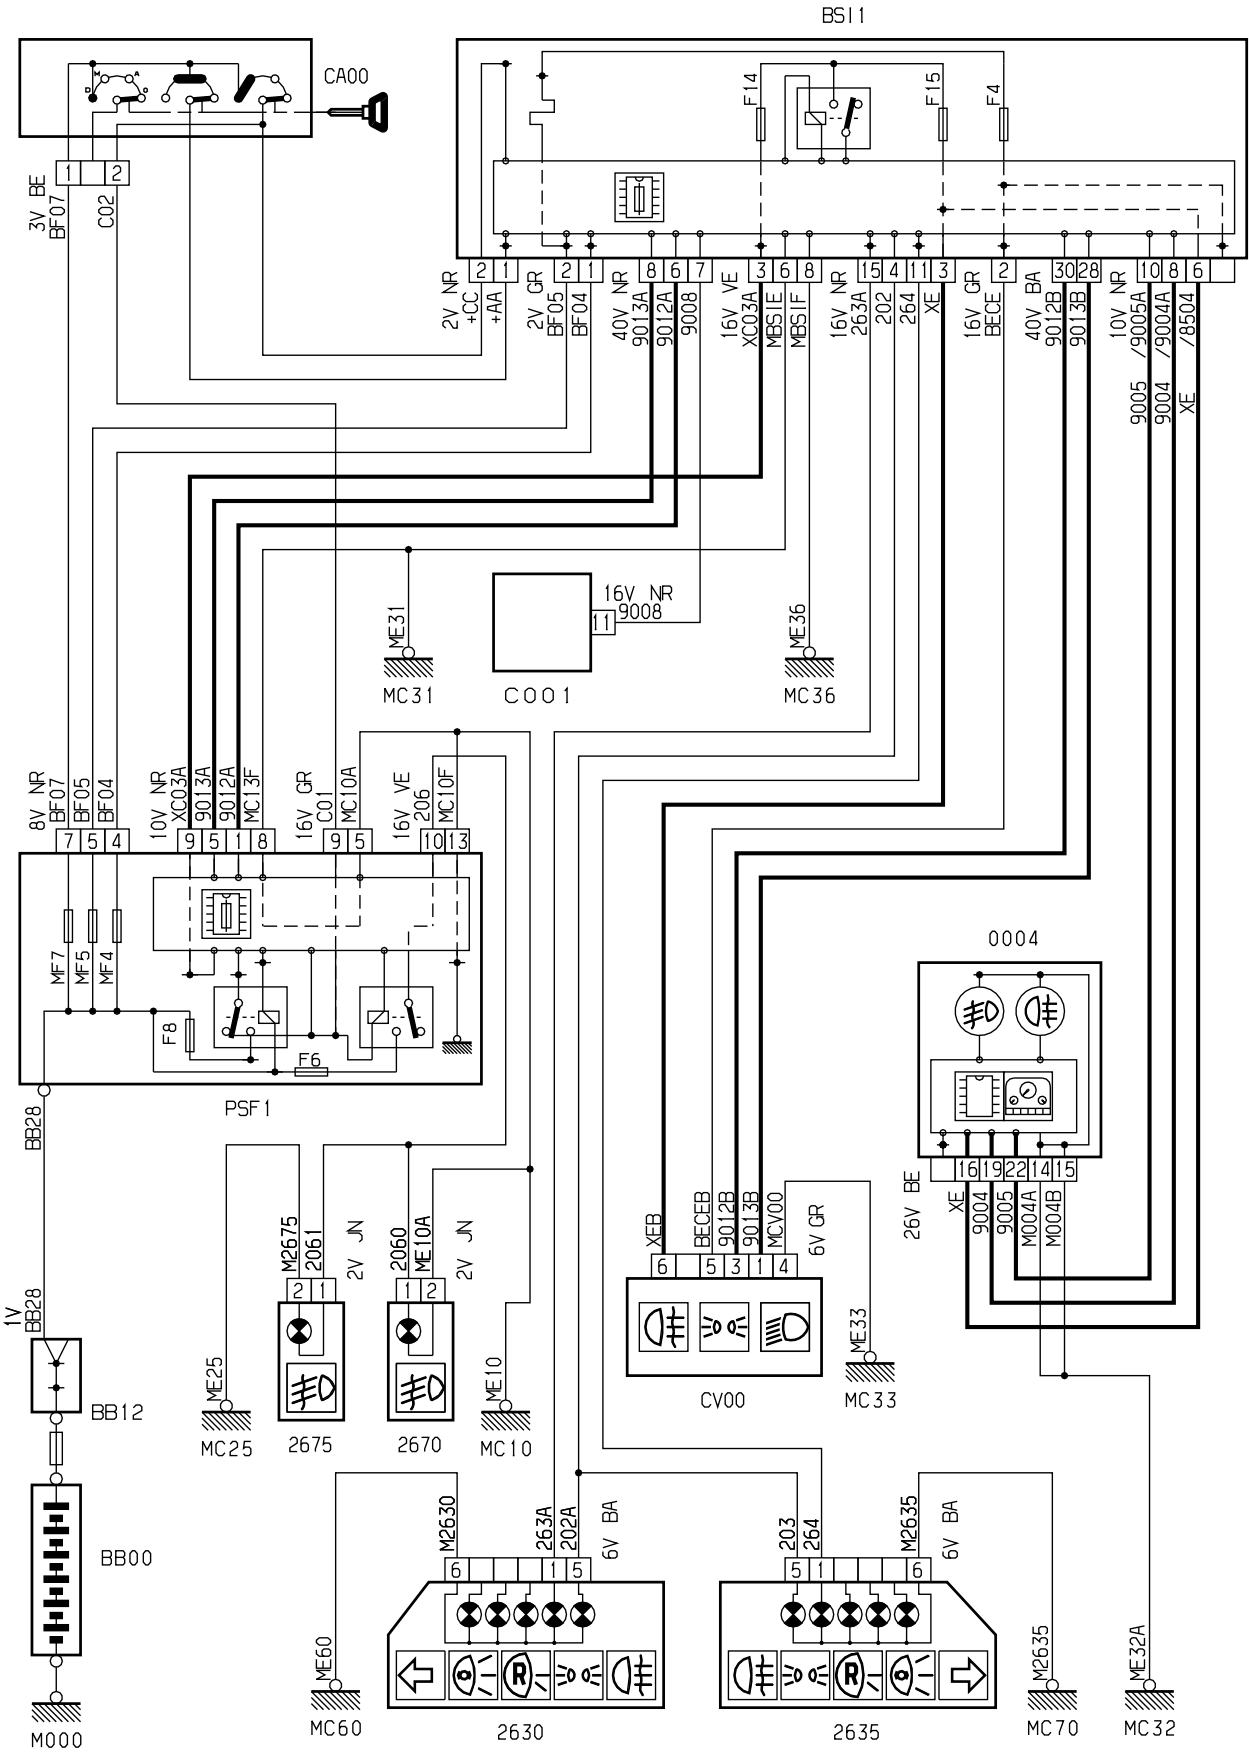 BSI1
CA00
M A
D D
1 2
3V BE
BF07
C02
F14
F15
F4
2 1 2 1 8 6 7 3 6 8 15 4 11 3 2 30 28 10 8 6
2V NR
+CC
+AA
2V GR
BF05
BF04
40V NR
9013A
9012A
9008
16V VE
XC03A
MBSIE
MBSIF
16V NR
263A
202
264
XE
16V GR
BECE
40V BA
9012B
9013B
10V NR
9005 /9005A
9004 /9004A
XE /8504
16V NR
9008
11
C001
ME31
MC31
ME36
MC36
8V NR
BF07
BF05
BF04
10V NR
XC03A
9013A
9012A
MC13F
16V GR
C01
MC10A
16V VE
206
MC10F
7 5 4 9 5 1 8 9 5 10 13
MF7
MF5
MF4
F8
F6
PSF1
BB28
0004
16 19 22 14 15
26V BE
XE
9004
9005
M004A
M004B
M2675
2061
2V JN
2060
ME10A
2V JN
2 1
1 2
XEB
BECEB
9012B
9013B
MCV00
6V GR
6 5 3 1 4
1V
BB28
ME25
MC25
2675
2670
ME10
MC10
CV00
ME33
MC33
BB12
BB00
M000
M2630
263A
202A
6V BA
6 1 5
203
264
M2635
6V BA
5 1 6
R
R
ME60
MC60
2630
2635
M2635
MC70
ME32A
MC32